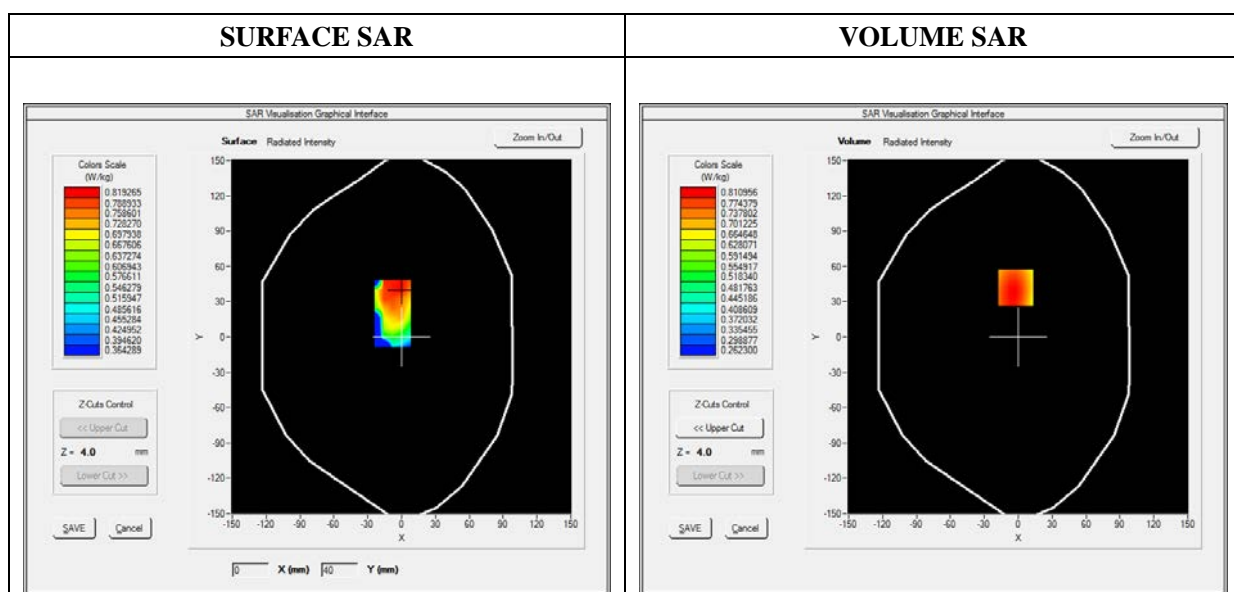 SURFACE SAR
VOLUME SAR
SAR Visualisation Graphical Interface
Surface Radiated Intensity
Zoom In/Out
Colors Scale
(W/kg)
0.819265
0.788933
0.758601
0.728270
0.697938
0.667606
0.637274
0.606943
0.576611
0.546279
0.515947
0.485616
0.455284
0.424952
0.394620
0.364289
Z-Cuts Control
<< Upper Cut
Z = 4.0 mm
Lower Cut >>
SAVE Cancel
150
120
90
60
30
0
-30
-60
-90
-120
-150
Y
-150 -120 -90 -60 -30 0 30 60 90 120 150
X
0 X (mm) 40 Y (mm)
SAR Visualisation Graphical Interface
Volume Radiated Intensity
Zoom In/Out
Colors Scale
(W/kg)
0.810956
0.774379
0.737802
0.701225
0.664648
0.628071
0.591494
0.554917
0.518340
0.481763
0.445186
0.408609
0.372032
0.335455
0.298877
0.262300
Z-Cuts Control
<< Upper Cut
Z = 4.0 mm
Lower Cut >>
SAVE Cancel
150
120
90
60
30
0
-30
-60
-90
-120
-150
Y
-150 -120 -90 -60 -30 0 30 60 90 120 150
X